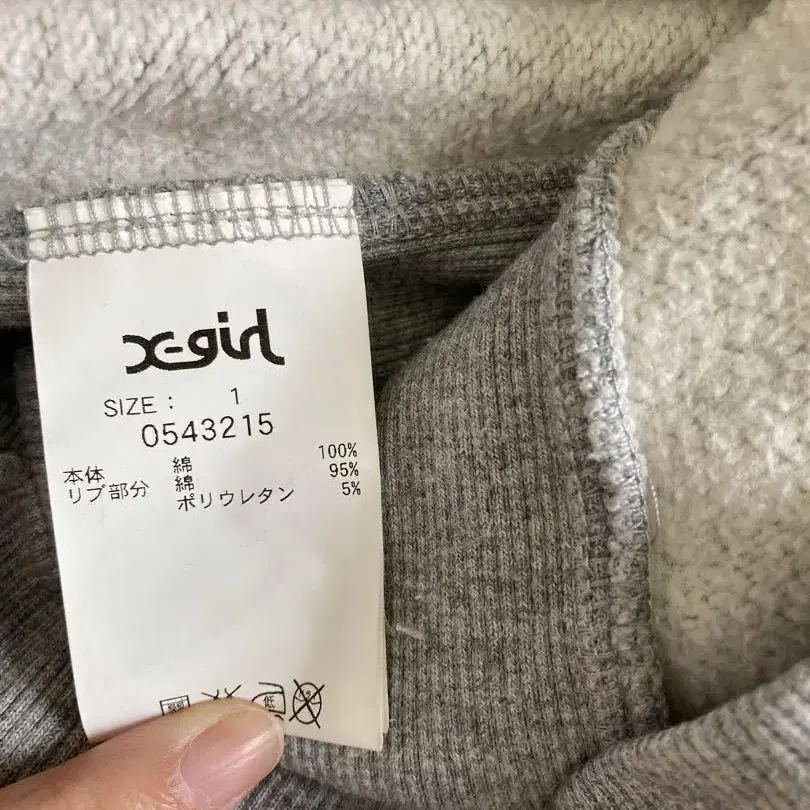 X-girl
SIZE : 1
0543215
本体 綿 100%
リブ部分 綿 95%
ポリウレタン 5%
低